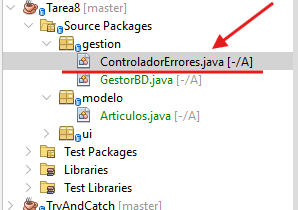 Tarea8 [master]
Source Packages
gestion
ControladorErrores.java [-/A]
GestorBD.java [-/A]
modelo
Articulos.java [-/A]
ui
Test Packages
Libraries
Test Libraries
TryAndCatch [master]